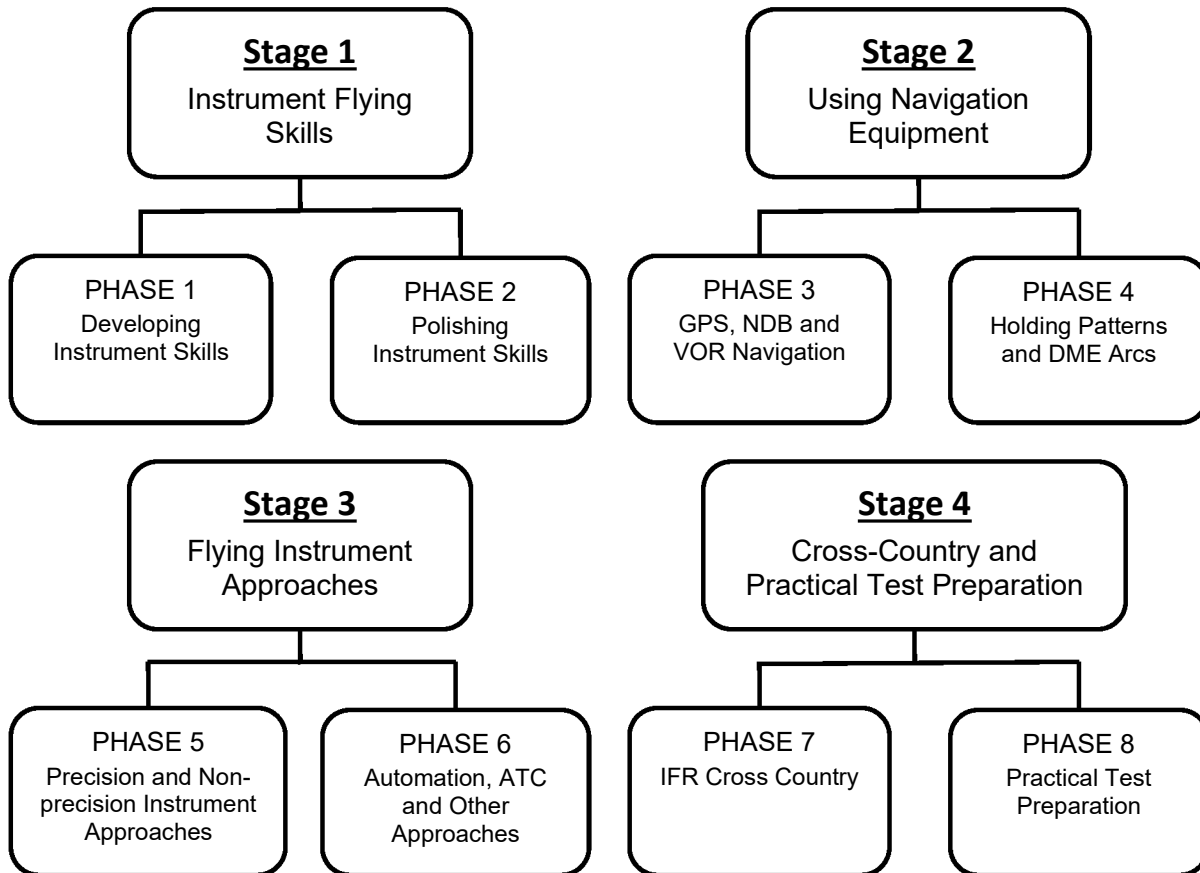 Stage 1
Instrument Flying
Skills
Stage 2
Using Navigation
Equipment
PHASE 1
Developing
Instrument Skills
PHASE 2
Polishing
Instrument Skills
PHASE 3
GPS, NDB and
VOR Navigation
PHASE 4
Holding Patterns
and DME Arcs
Stage 3
Flying Instrument
Approaches
Stage 4
Cross-Country and
Practical Test Preparation
PHASE 5
Precision and Non-
precision Instrument
Approaches
PHASE 6
Automation, ATC
and Other
Approaches
PHASE 7
IFR Cross Country
PHASE 8
Practical Test
Preparation